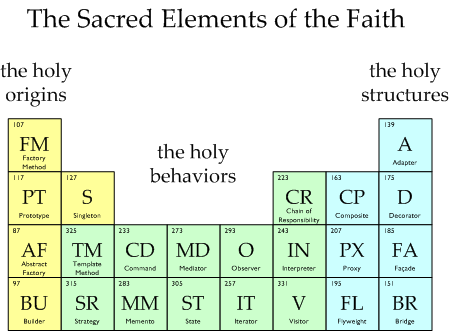 The Sacred Elements of the Faith
the holy
origins
the holy
structures
the holy
behaviors
107
FM
Factory
Method
139
A
Adapter
117
PT
Prototype
127
S
Singleton
223
CR
Chain of
Responsibility
163
CP
Composite
175
D
Decorator
87
AF
Abstract
Factory
325
TM
Template
Method
233
CD
Command
273
MD
Mediator
293
O
Observer
243
IN
Interpreter
207
PX
Proxy
185
FA
Façade
97
BU
Builder
315
SR
Strategy
283
MM
Memento
305
ST
State
257
IT
Iterator
331
V
Visitor
195
FL
Flyweight
151
BR
Bridge